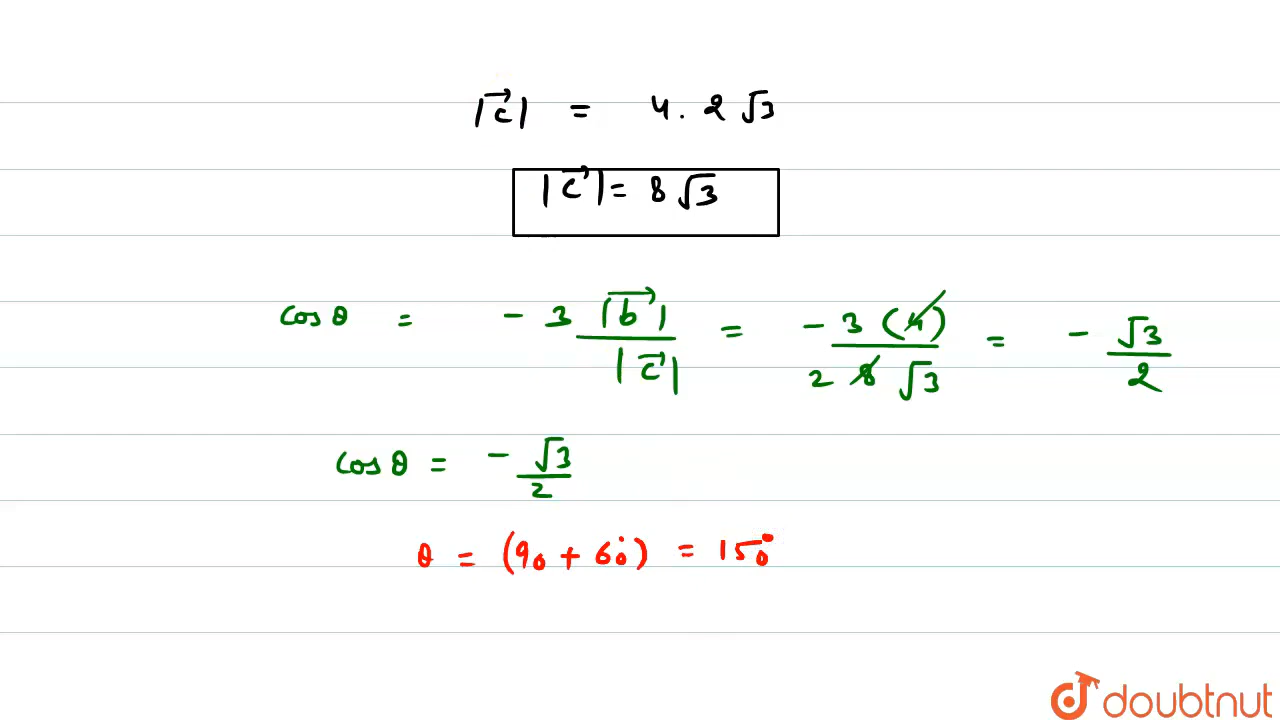 |c⃗| = 4. 2√3
|c⃗| = 8√3
cos θ = - 3 |b⃗| / |c⃗| = - 3 (4) / 2 8 √3 = - √3 / 2
cos θ = - √3 / 2
θ = (90 + 60°) = 150°
doubtnut